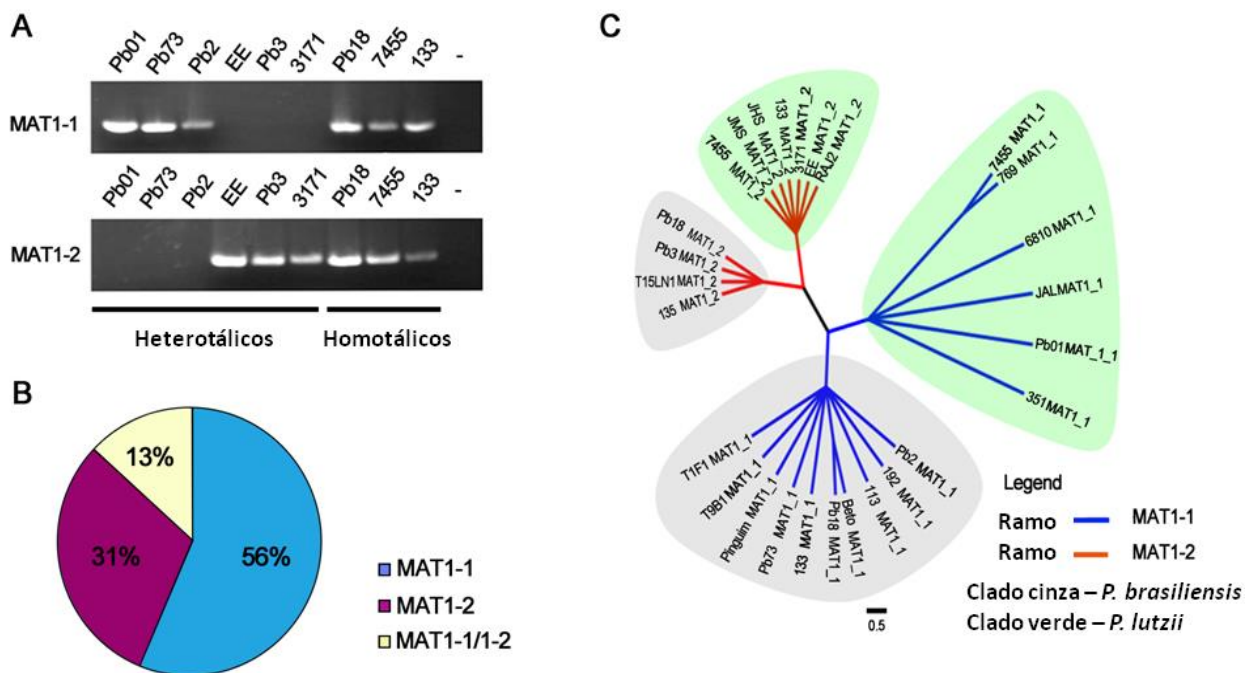 A
Pb01 Pb73 Pb2 EE Pb3 3171 Pb18 7455 133 -
MAT1-1
Pb01 Pb73 Pb2 EE Pb3 3171 Pb18 7455 133 -
MAT1-2
Heterotálicos Homotálicos
B
13%
31%
56%
MAT1-1
MAT1-2
MAT1-1/1-2
C
7455 MAT1_2
JMS MAT1_2
JHS MAT1_2
133 MAT1_2
3171 MAT1_2
EE MAT1_2
RAJ2 MAT1_2
Pb18 MAT1_2
Pb3 MAT1_2
T15LN1 MAT1_2
135 MAT1_2
7455 MAT1_1
769 MAT1_1
6810 MAT1_1
JALMAT1_1
Pb01MAT_1_1
351MAT1_1
T1F1 MAT1_1
T9B1 MAT1_1
Pinguim MAT1_1
Pb73 MAT1_1
133 MAT1_1
Pb18 MAT1_1
Beto MAT1_1
113 MAT1_1
192 MAT1_1
Pb2 MAT1_1
0.5
Legend
Ramo MAT1-1
Ramo MAT1-2
Clado cinza – P. brasiliensis
Clado verde – P. lutzii